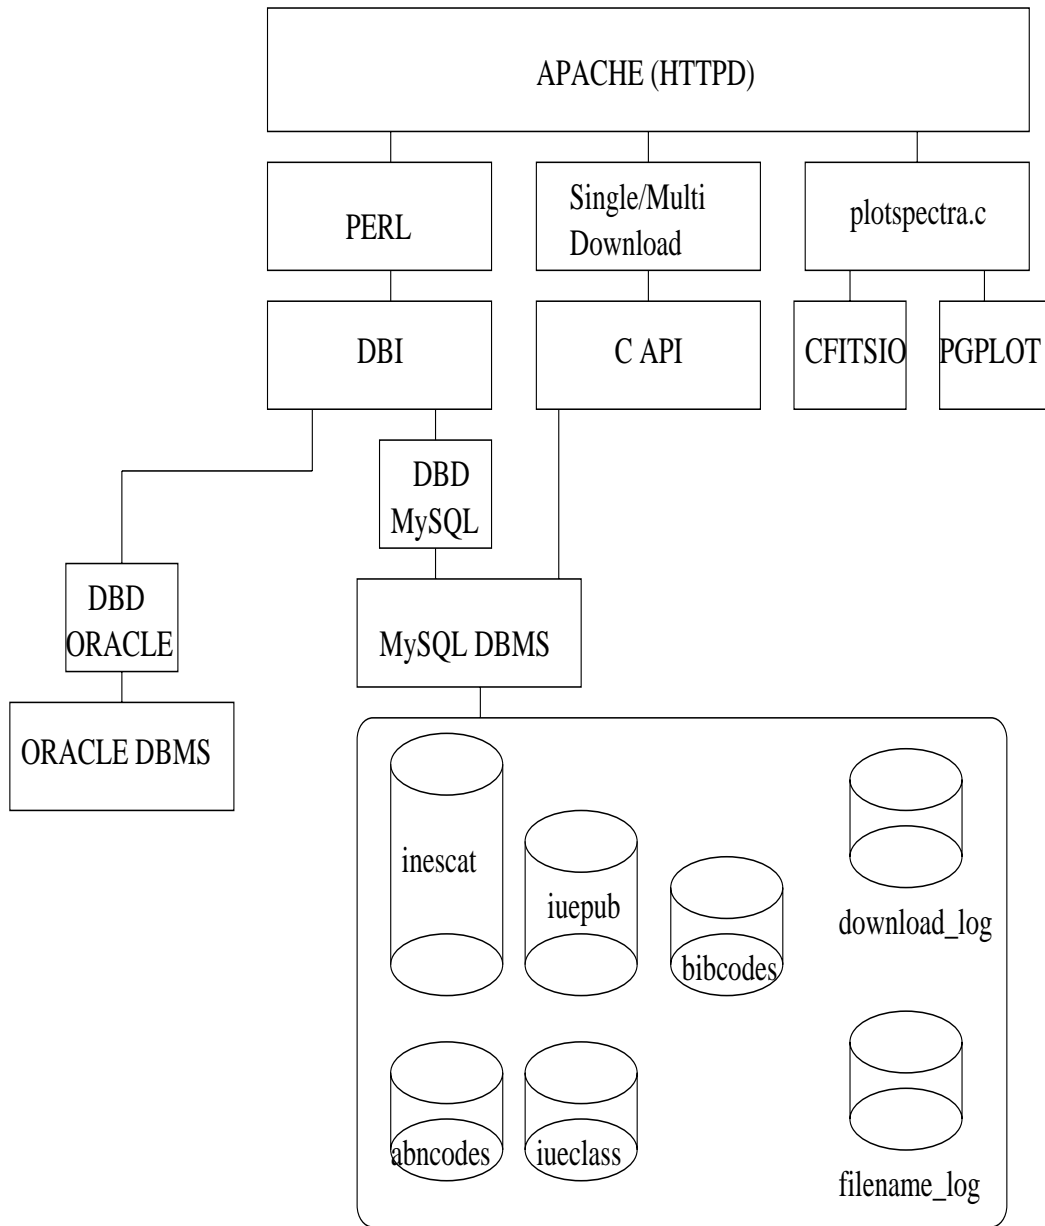 APACHE (HTTPD)
PERL
Single/Multi
Download
plotspectra.c
DBI
C API
CFITSIO
PGPLOT
DBD
MySQL
DBD
ORACLE
MySQL DBMS
ORACLE DBMS
inescat
iuepub
bibcodes
download_log
abncodes
iueclass
filename_log